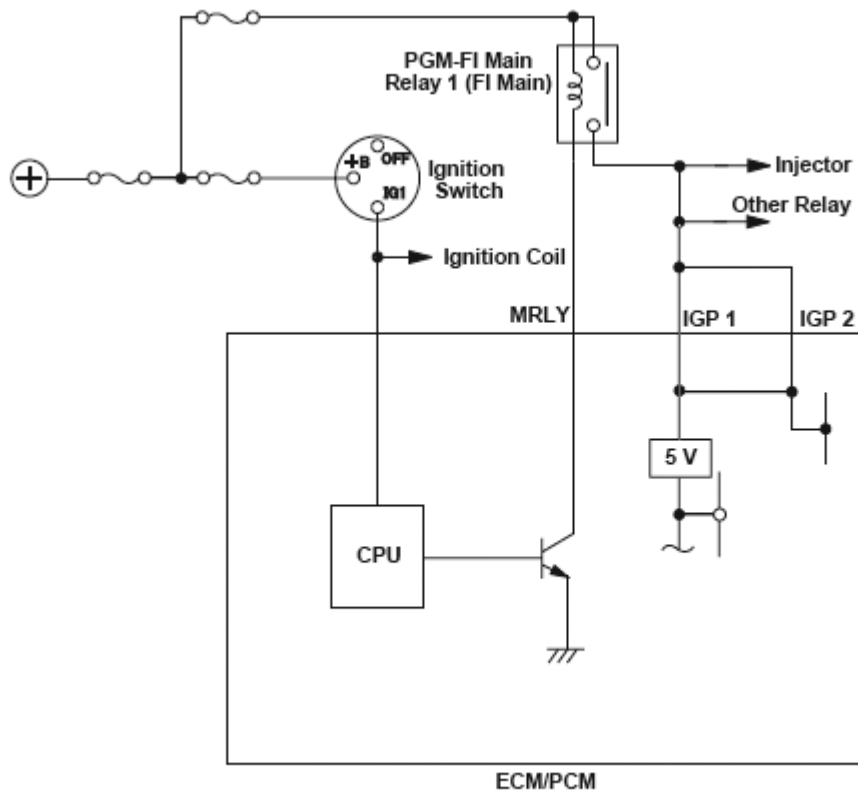 PGM-FI Main
Relay 1 (FI Main)
+B
OFF
IG1
Ignition
Switch
Injector
Other Relay
Ignition Coil
MRLY
IGP 1
IGP 2
5 V
CPU
ECM/PCM